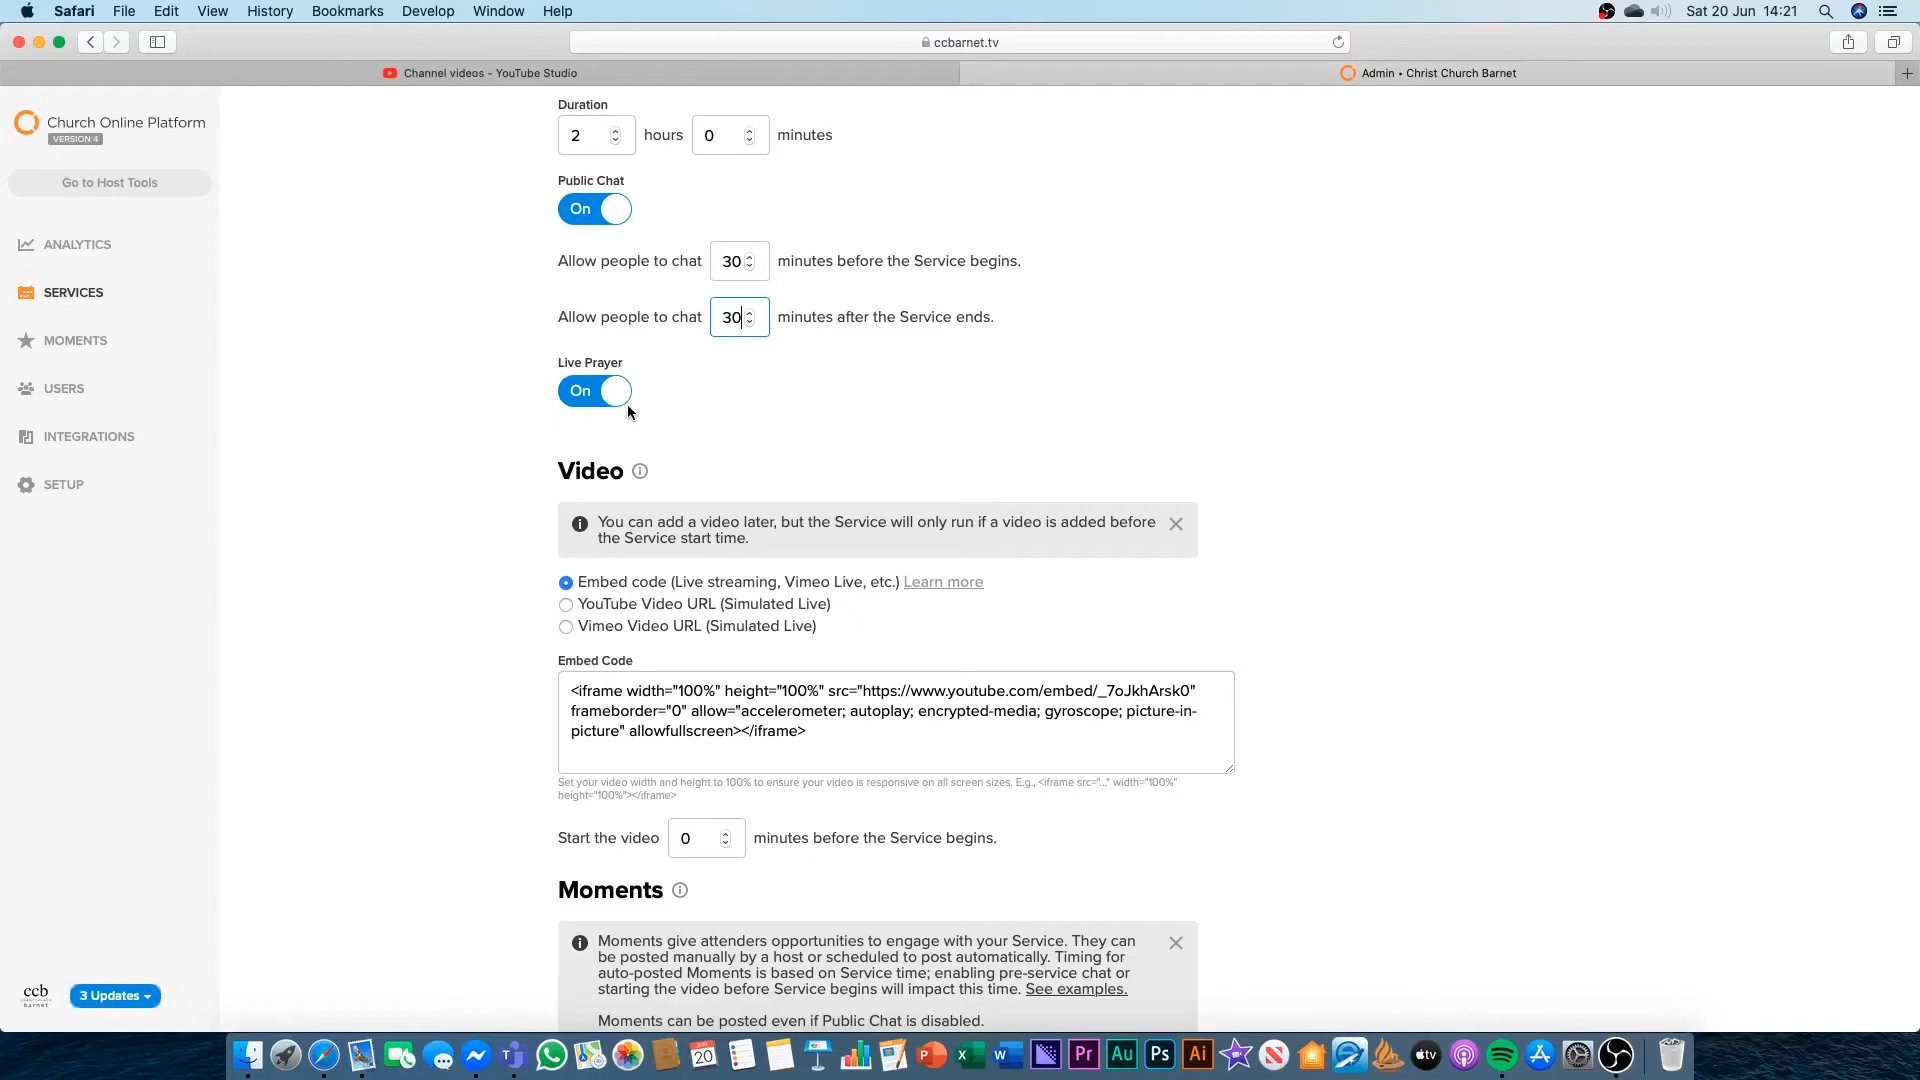 Safari File Edit View History Bookmarks Develop Window Help Sat 20 Jun 14:21
ccbarnet.tv
Channel videos - YouTube Studio Admin • Christ Church Barnet
Church Online Platform
VERSION 4
Go to Host Tools
ANALYTICS
SERVICES
MOMENTS
USERS
INTEGRATIONS
SETUP
ccb
CHRIST CHURCH
barnet
3 Updates
Duration
2 hours 0 minutes
Public Chat
On
Allow people to chat 30 minutes before the Service begins.
Allow people to chat 30 minutes after the Service ends.
Live Prayer
On
Video
You can add a video later, but the Service will only run if a video is added before
the Service start time.
Embed code (Live streaming, Vimeo Live, etc.) Learn more
YouTube Video URL (Simulated Live)
Vimeo Video URL (Simulated Live)
Embed Code
<iframe width="100%" height="100%" src="https://www.youtube.com/embed/_7oJkhArsk0"
frameborder="0" allow="accelerometer; autoplay; encrypted-media; gyroscope; picture-in-
picture" allowfullscreen></iframe>
Set your video width and height to 100% to ensure your video is responsive on all screen sizes. E.g., <iframe src="..." width="100%"
height="100%"></iframe>
Start the video 0 minutes before the Service begins.
Moments
Moments give attenders opportunities to engage with your Service. They can
be posted manually by a host or scheduled to post automatically. Timing for
auto-posted Moments is based on Service time; enabling pre-service chat or
starting the video before Service begins will impact this time. See examples.
Moments can be posted even if Public Chat is disabled.
20 P X W Pr Au Ps Ai tv